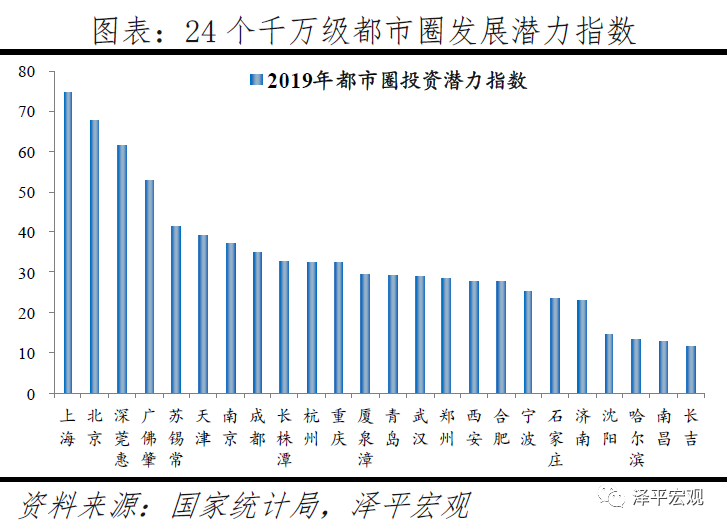 图表：24 个千万级都市圈发展潜力指数
2019年都市圈投资潜力指数
80
70
60
50
40
30
20
10
0
上海
北京
深莞惠
广佛肇
苏锡常
天津
南京
成都
长株潭
杭州
重庆
厦泉漳
青岛
武汉
郑州
西安
合肥
宁波
石家庄
济南
沈阳
哈尔滨
南昌
长吉
资料来源：国家统计局，泽平宏观
泽平宏观